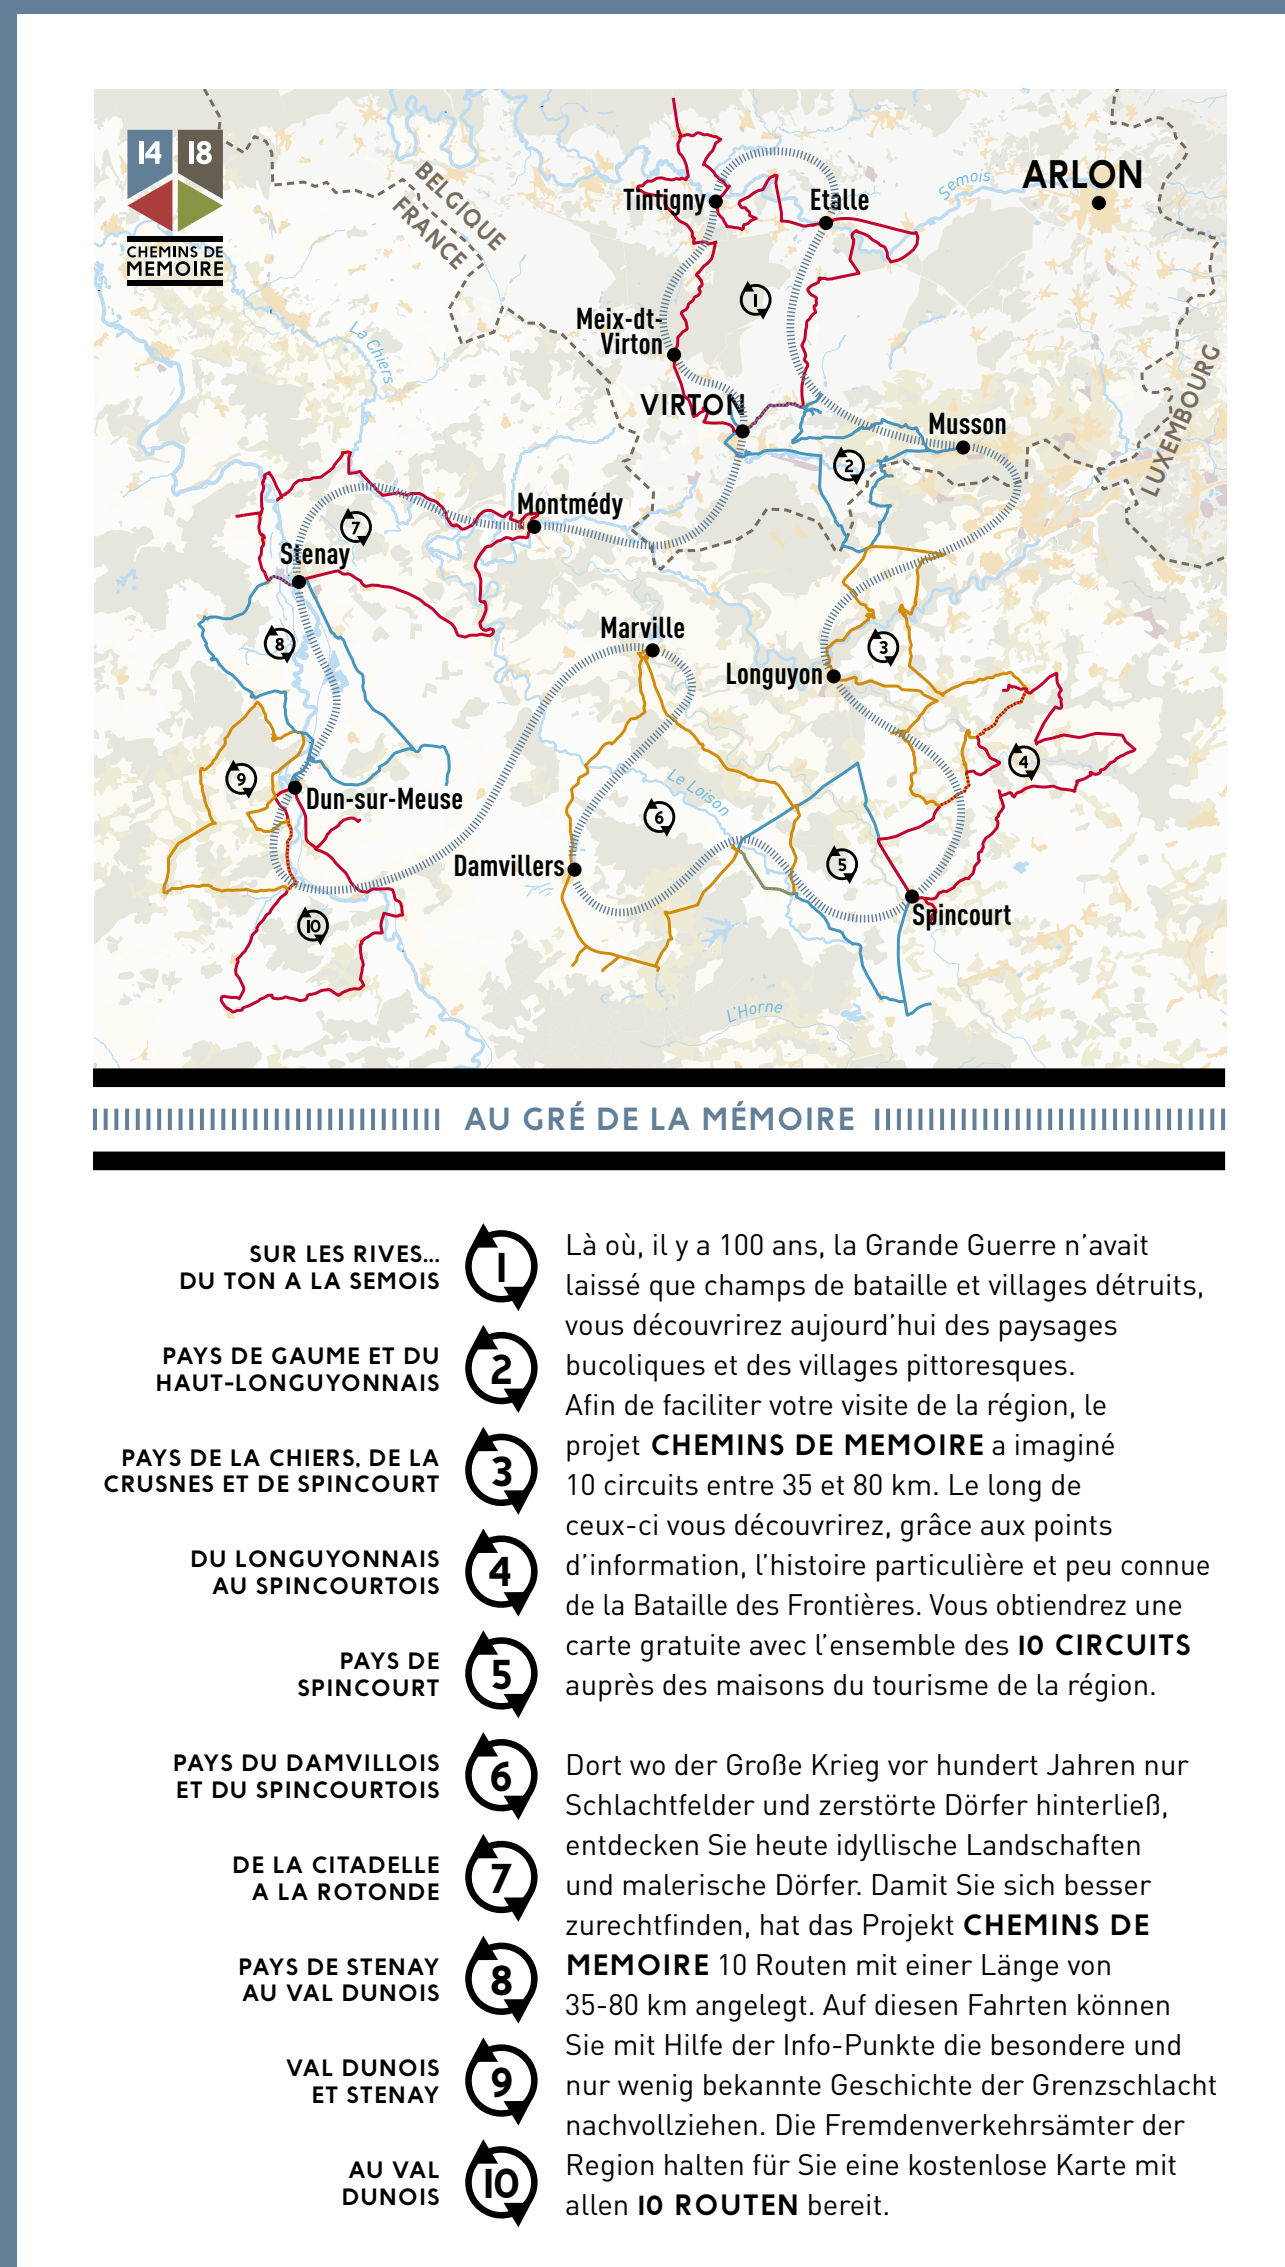 14 18
CHEMINS DE
MEMOIRE
BELGIQUE
FRANCE
Tintigny
Etalle
Semois
ARLON
1
Meix-dt-
Virton
La Chiers
LUXEMBOURG
VIRTON
Musson
2
Montmédy
7
Stenay
8
Marville
3
Longuyon
4
9
Dun-sur-Meuse
Le Loison
6
Damvillers
5
Spincourt
10
L'Horne
AU GRÉ DE LA MÉMOIRE
SUR LES RIVES...
DU TON A LA SEMOIS
1
PAYS DE GAUME ET DU
HAUT-LONGUYONNAIS
2
PAYS DE LA CHIERS, DE LA
CRUSNES ET DE SPINCOURT
3
DU LONGUYONNAIS
AU SPINCOURTOIS
4
PAYS DE
SPINCOURT
5
PAYS DU DAMVILLOIS
ET DU SPINCOURTOIS
6
DE LA CITADELLE
A LA ROTONDE
7
PAYS DE STENAY
AU VAL DUNOIS
8
VAL DUNOIS
ET STENAY
9
AU VAL
DUNOIS
10
Là où, il y a 100 ans, la Grande Guerre n'avait
laissé que champs de bataille et villages détruits,
vous découvrirez aujourd'hui des paysages
bucoliques et des villages pittoresques.
Afin de faciliter votre visite de la région, le
projet CHEMINS DE MEMOIRE a imaginé
10 circuits entre 35 et 80 km. Le long de
ceux-ci vous découvrirez, grâce aux points
d'information, l'histoire particulière et peu connue
de la Bataille des Frontières. Vous obtiendrez une
carte gratuite avec l'ensemble des 10 CIRCUITS
auprès des maisons du tourisme de la région.
Dort wo der Große Krieg vor hundert Jahren nur
Schlachtfelder und zerstörte Dörfer hinterließ,
entdecken Sie heute idyllische Landschaften
und malerische Dörfer. Damit Sie sich besser
zurechtfinden, hat das Projekt CHEMINS DE
MEMOIRE 10 Routen mit einer Länge von
35-80 km angelegt. Auf diesen Fahrten können
Sie mit Hilfe der Info-Punkte die besondere und
nur wenig bekannte Geschichte der Grenzschlacht
nachvollziehen. Die Fremdenverkehrsämter der
Region halten für Sie eine kostenlose Karte mit
allen 10 ROUTEN bereit.